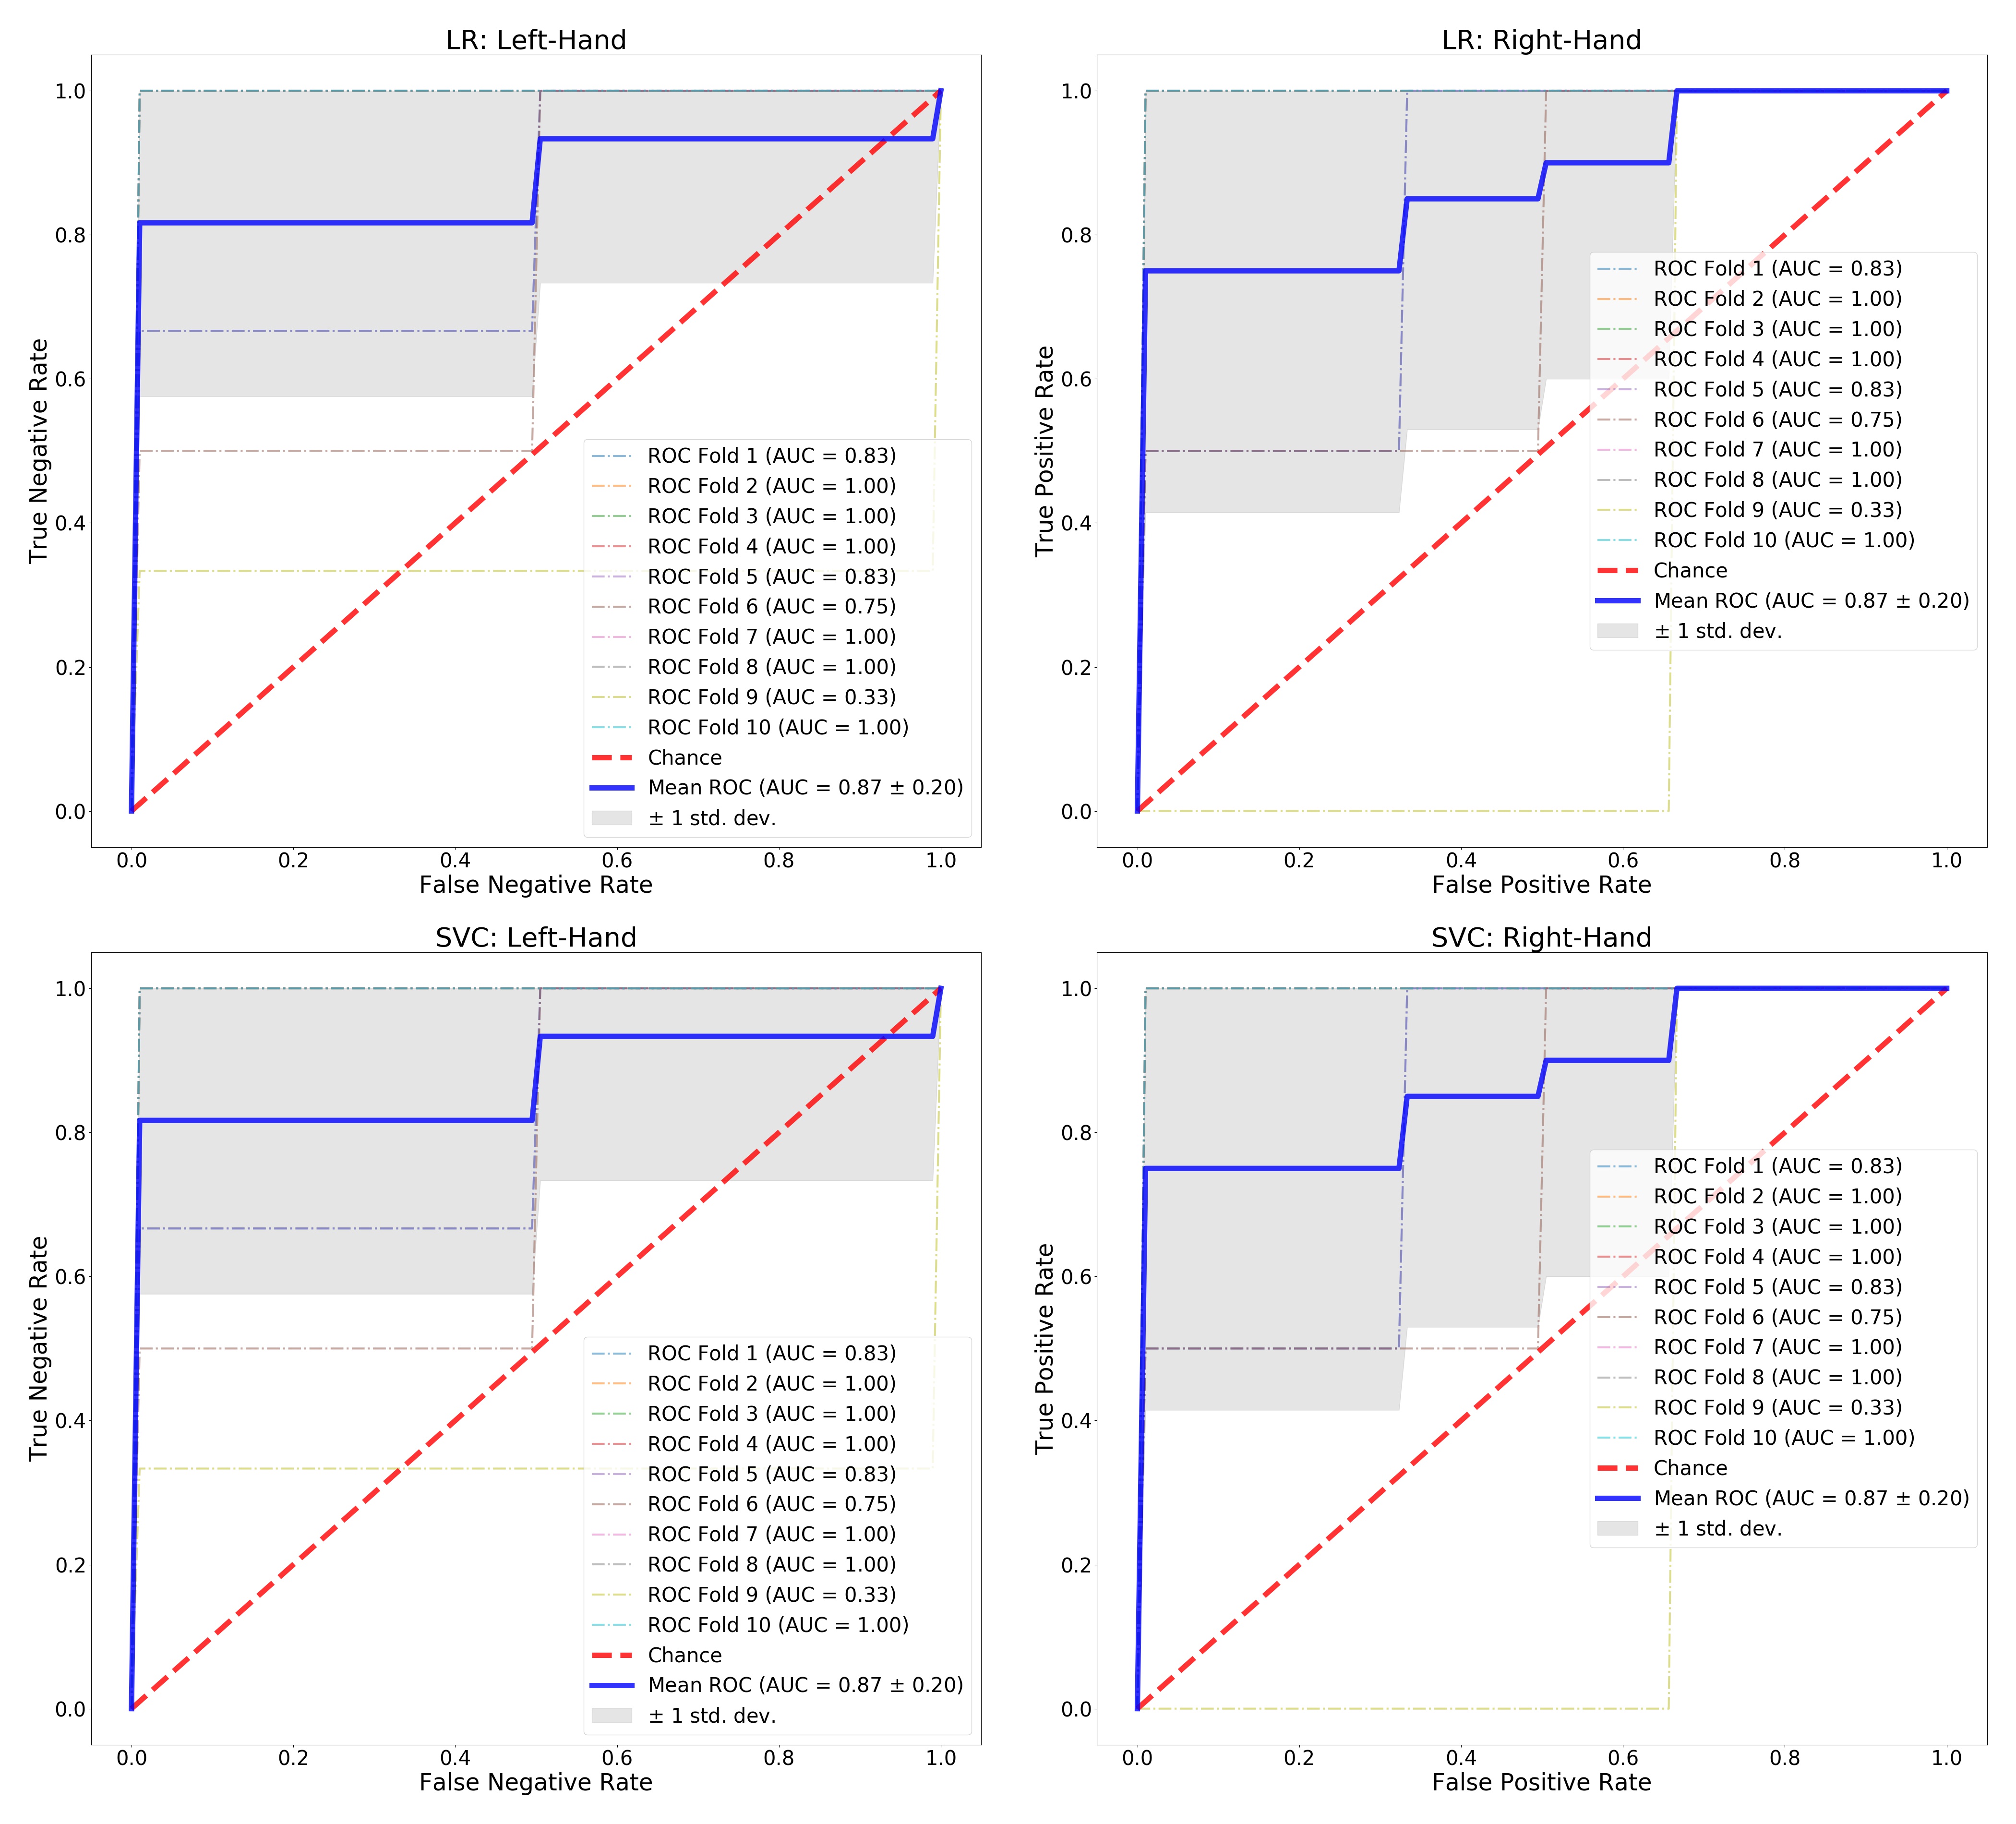 LR: Left-Hand
1.0
0.8
0.6
0.4
0.2
0.0
True Negative Rate
ROC Fold 1 (AUC = 0.83)
ROC Fold 2 (AUC = 1.00)
ROC Fold 3 (AUC = 1.00)
ROC Fold 4 (AUC = 1.00)
ROC Fold 5 (AUC = 0.83)
ROC Fold 6 (AUC = 0.75)
ROC Fold 7 (AUC = 1.00)
ROC Fold 8 (AUC = 1.00)
ROC Fold 9 (AUC = 0.33)
ROC Fold 10 (AUC = 1.00)
Chance
Mean ROC (AUC = 0.87 ± 0.20)
± 1 std. dev.
0.0 0.2 0.4 0.6 0.8 1.0
False Negative Rate
LR: Right-Hand
1.0
0.8
0.6
0.4
0.2
0.0
True Positive Rate
ROC Fold 1 (AUC = 0.83)
ROC Fold 2 (AUC = 1.00)
ROC Fold 3 (AUC = 1.00)
ROC Fold 4 (AUC = 1.00)
ROC Fold 5 (AUC = 0.83)
ROC Fold 6 (AUC = 0.75)
ROC Fold 7 (AUC = 1.00)
ROC Fold 8 (AUC = 1.00)
ROC Fold 9 (AUC = 0.33)
ROC Fold 10 (AUC = 1.00)
Chance
Mean ROC (AUC = 0.87 ± 0.20)
± 1 std. dev.
0.0 0.2 0.4 0.6 0.8 1.0
False Positive Rate
SVC: Left-Hand
1.0
0.8
0.6
0.4
0.2
0.0
True Negative Rate
ROC Fold 1 (AUC = 0.83)
ROC Fold 2 (AUC = 1.00)
ROC Fold 3 (AUC = 1.00)
ROC Fold 4 (AUC = 1.00)
ROC Fold 5 (AUC = 0.83)
ROC Fold 6 (AUC = 0.75)
ROC Fold 7 (AUC = 1.00)
ROC Fold 8 (AUC = 1.00)
ROC Fold 9 (AUC = 0.33)
ROC Fold 10 (AUC = 1.00)
Chance
Mean ROC (AUC = 0.87 ± 0.20)
± 1 std. dev.
0.0 0.2 0.4 0.6 0.8 1.0
False Negative Rate
SVC: Right-Hand
1.0
0.8
0.6
0.4
0.2
0.0
True Positive Rate
ROC Fold 1 (AUC = 0.83)
ROC Fold 2 (AUC = 1.00)
ROC Fold 3 (AUC = 1.00)
ROC Fold 4 (AUC = 1.00)
ROC Fold 5 (AUC = 0.83)
ROC Fold 6 (AUC = 0.75)
ROC Fold 7 (AUC = 1.00)
ROC Fold 8 (AUC = 1.00)
ROC Fold 9 (AUC = 0.33)
ROC Fold 10 (AUC = 1.00)
Chance
Mean ROC (AUC = 0.87 ± 0.20)
± 1 std. dev.
0.0 0.2 0.4 0.6 0.8 1.0
False Positive Rate